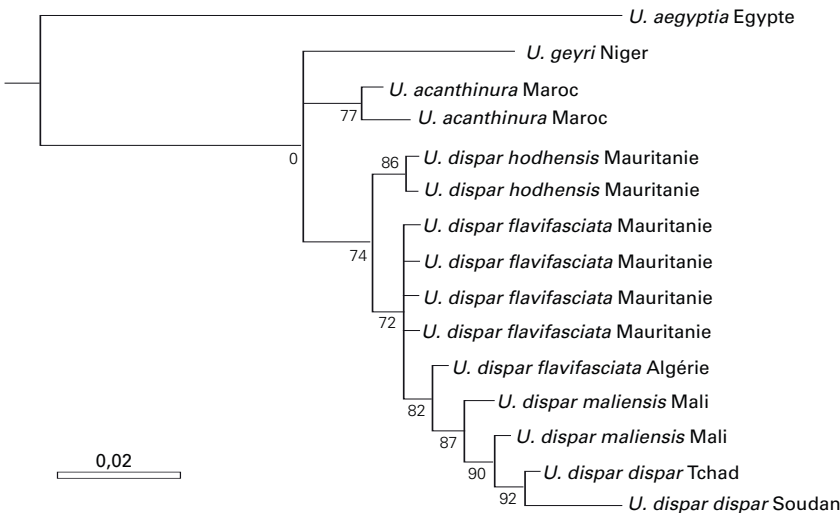 U. aegyptia Egypte
U. geyri Niger
U. acanthinura Maroc
77
U. acanthinura Maroc
0
86
U. dispar hodhensis Mauritanie
U. dispar hodhensis Mauritanie
74
U. dispar flavifasciata Mauritanie
U. dispar flavifasciata Mauritanie
U. dispar flavifasciata Mauritanie
72
U. dispar flavifasciata Mauritanie
U. dispar flavifasciata Algérie
82
U. dispar maliensis Mali
87
U. dispar maliensis Mali
90
U. dispar dispar Tchad
92
U. dispar dispar Soudan
0,02